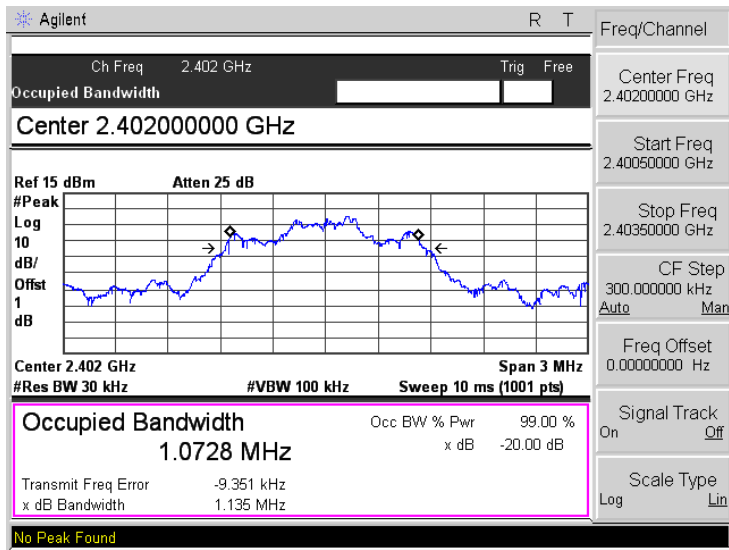 Agilent R T
Ch Freq 2.402 GHz Trig Free
Occupied Bandwidth
Center 2.402000000 GHz
Ref 15 dBm Atten 25 dB
#Peak
Log
10
dB/
Offst
1
dB
Center 2.402 GHz Span 3 MHz
#Res BW 30 kHz #VBW 100 kHz Sweep 10 ms (1001 pts)
Occupied Bandwidth Occ BW % Pwr 99.00 %
1.0728 MHz x dB -20.00 dB
Transmit Freq Error -9.351 kHz
x dB Bandwidth 1.135 MHz
No Peak Found
Freq/Channel
Center Freq
2.40200000 GHz
Start Freq
2.40050000 GHz
Stop Freq
2.40350000 GHz
CF Step
300.000000 kHz
Auto Man
Freq Offset
0.00000000 Hz
Signal Track
On Off
Scale Type
Log Lin